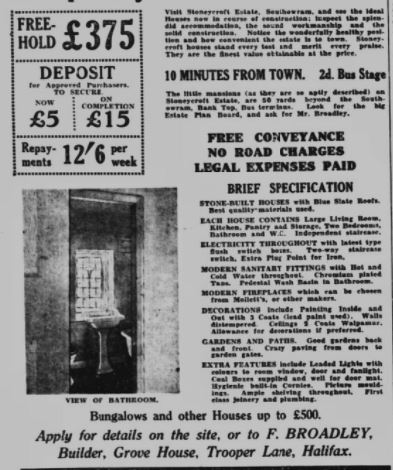 FREE-
HOLD £375
DEPOSIT
for Approved Purchasers.
TO SECURE
NOW
£5
ON
COMPLETION
£15
Repay-
ments 12'6 per
week
VIEW OF BATHROOM.
Visit Stoneycroft Estate, Southowram, and see the Ideal
Houses now in course of construction: inspect the splen-
did accommodation, the sound workmanship and the
solid construction. Notice the wonderfully healthy posi-
tion and how convenient the estate is to town. Stoney-
croft houses stand every test and merit every praise.
They are the finest value obtainable at the price.
10 MINUTES FROM TOWN. 2d. Bus Stage
The little mansions (as they are so aptly described) on
Stoneycroft Estate, are 50 yards beyond the South-
owram, Bank Top, Bus terminus. Look for the big
Estate Plan Board, and ask for Mr. Broadley.
FREE CONVEYANCE
NO ROAD CHARGES
LEGAL EXPENSES PAID
BRIEF SPECIFICATION
STONE-BUILT HOUSES with Blue Slate Roofs.
Best quality materials used.
EACH HOUSE CONTAINS Large Living Room,
Kitchen, Pantry and Storage, Two Bedrooms,
Bathroom and W.C. Independent staircase.
ELECTRICITY THROUGHOUT with latest type
flush switch boxes. Two-way staircase
switch, Extra Plug Point for Iron.
MODERN SANITARY FITTINGS with Hot and
Cold Water throughout. Chromium plated
Taps. Pedestal Wash Basin in Bathroom.
MODERN FIREPLACES which can be chosen
from Mollett's, or other makers.
DECORATIONS include Painting Inside and
Out with 3 Coats (lead paint used). Walls
distempered. Ceilings 2 Coats Walpamur.
Allowance for decorations if preferred.
GARDENS AND PATHS. Good gardens back
and front. Crazy paving from doors to
garden gates.
EXTRA FEATURES include Leaded Lights with
colours to room window, door and fanlight.
Coal Boxes supplied and well for door mat.
Hygienic built-in Cornice. Picture mould-
ings. Ample shelving throughout. First
class joinery and plumbing.
Bungalows and other Houses up to £500.
Apply for details on the site, or to F. BROADLEY,
Builder, Grove House, Trooper Lane, Halifax.